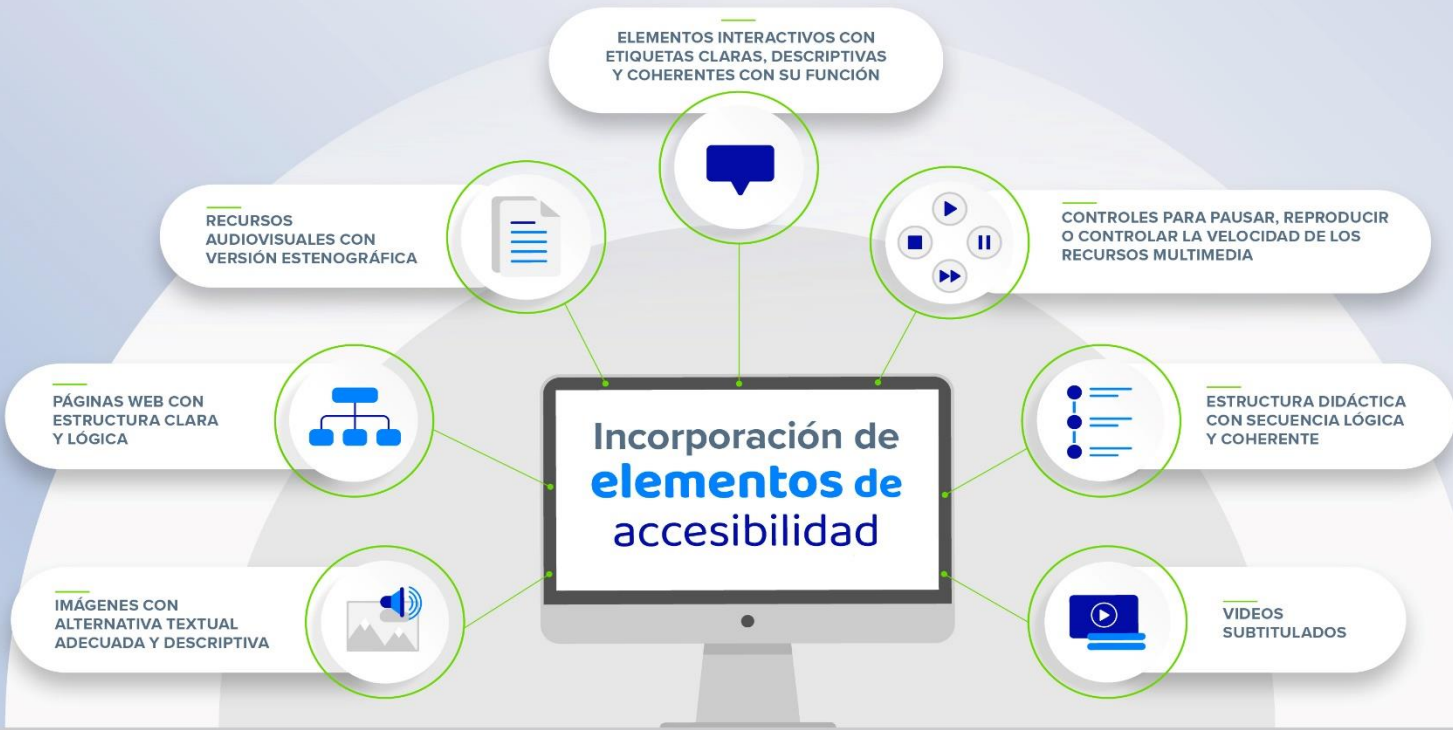 ELEMENTOS INTERACTIVOS CON
ETIQUETAS CLARAS, DESCRIPTIVAS
Y COHERENTES CON SU FUNCIÓN
RECURSOS
AUDIOVISUALES CON
VERSIÓN ESTENOGRÁFICA
CONTROLES PARA PAUSAR, REPRODUCIR
O CONTROLAR LA VELOCIDAD DE LOS
RECURSOS MULTIMEDIA
PÁGINAS WEB CON
ESTRUCTURA CLARA
Y LÓGICA
Incorporación de
elementos de
accesibilidad
ESTRUCTURA DIDÁCTICA
CON SECUENCIA LÓGICA
Y COHERENTE
IMÁGENES CON
ALTERNATIVA TEXTUAL
ADECUADA Y DESCRIPTIVA
VIDEOS
SUBTITULADOS